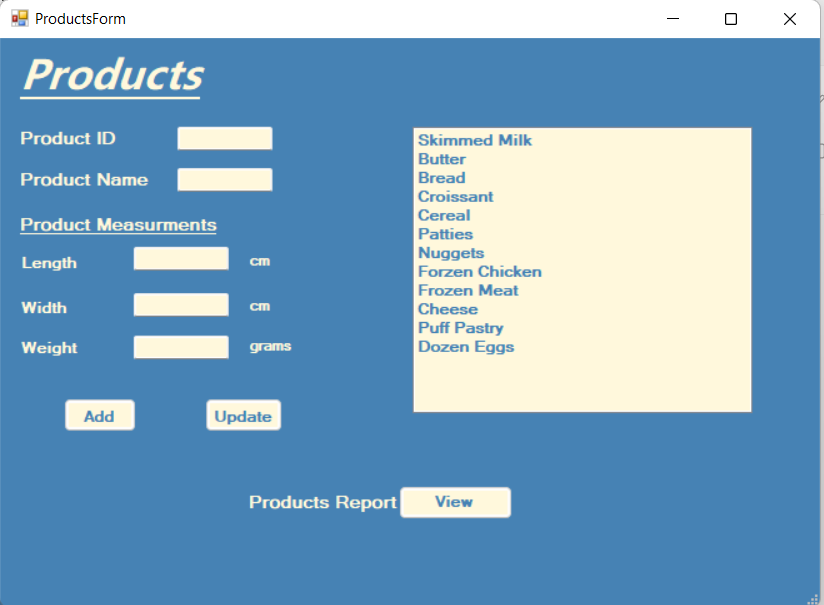 ProductsForm
Products
Product ID
Product Name
Product Measurments
Length cm
Width cm
Weight grams
Add Update
Skimmed Milk
Butter
Bread
Croissant
Cereal
Patties
Nuggets
Forzen Chicken
Frozen Meat
Cheese
Puff Pastry
Dozen Eggs
Products Report View